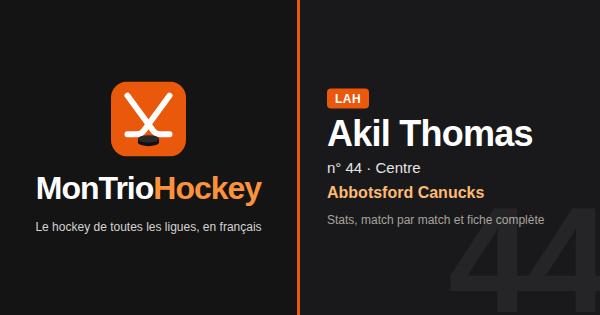 MonTrioHockey
Le hockey de toutes les ligues, en français
LAH
Akil Thomas
n° 44 · Centre
Abbotsford Canucks
Stats, match par match et fiche complète
44